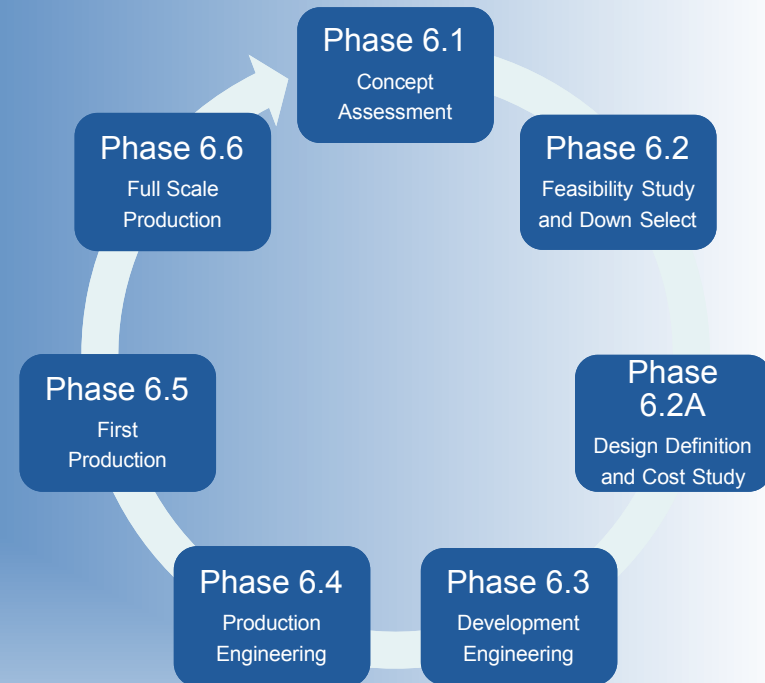 Phase 6.1
Concept
Assessment
Phase 6.2
Feasibility Study
and Down Select
Phase
6.2A
Design Definition
and Cost Study
Phase 6.3
Development
Engineering
Phase 6.4
Production
Engineering
Phase 6.5
First
Production
Phase 6.6
Full Scale
Production